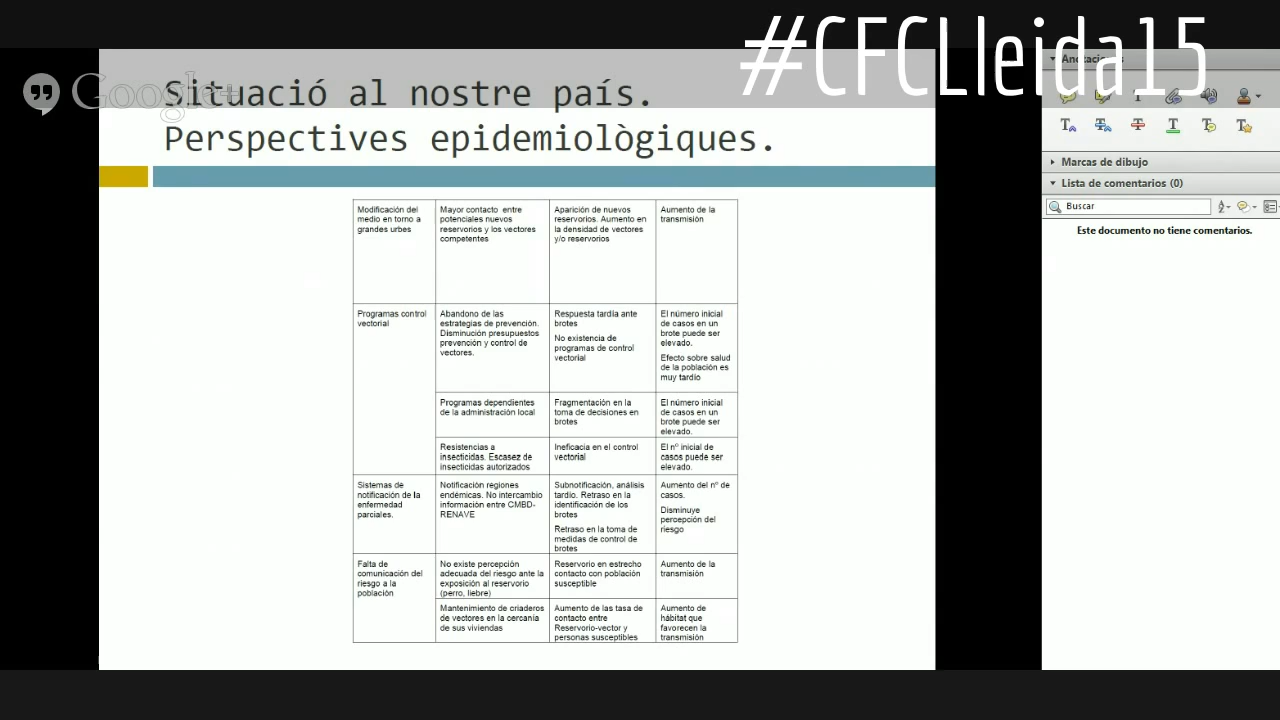 #CFCLleida15
Google+
Situació al nostre país.
Perspectives epidemiològiques.
Modificación del
medio en torno a
grandes urbes
Mayor contacto entre
potenciales nuevos
reservorios y los vectores
competentes
Aparición de nuevos
reservorios. Aumento en
la densidad de vectores
y/o reservorios
Aumento de la
transmisión
Programas control
vectorial
Abandono de las
estrategias de prevención.
Disminución presupuestos
prevención y control de
vectores.
Respuesta tardía ante
brotes
No existencia de
programas de control
vectorial
El número inicial
de casos en un
brote puede ser
elevado.
Efecto sobre salud
de la población es
muy tardío
Programas dependientes
de la administración local
Fragmentación en la
toma de decisiones en
brotes
El número inicial de
casos en un
brote puede ser
elevado.
Resistencias a
insecticidas. Escasez de
insecticidas autorizados
Ineficacia en el control
vectorial
El nº inicial de
casos puede ser
elevado.
Sistemas de
notificación de la
enfermedad
parciales.
Notificación regiones
endémicas. No intercambio
información entre CMBD-
RENAVE
Subnotificación, análisis
tardío. Retraso en la
identificación de los
brotes
Retraso en la toma de
medidas de control de
brotes
Aumento del nº de
casos.
Disminuye
percepción del
riesgo
Falta de
comunicación del
riesgo a la
población
No existe percepción
adecuada del riesgo ante la
exposición al reservorio
(perro, liebre)
Reservorio en estrecho
contacto con población
susceptible
Aumento de la
transmisión
Mantenimiento de criaderos
de vectores en la cercanía
de sus viviendas
Aumento de las tasa de
contacto entre
Reservorio-vector y
personas susceptibles
Aumento de
hábitat que
favorecen la
transmisión
Anotaciones
Marcas de dibujo
Lista de comentarios (0)
Buscar
Este documento no tiene comentarios.